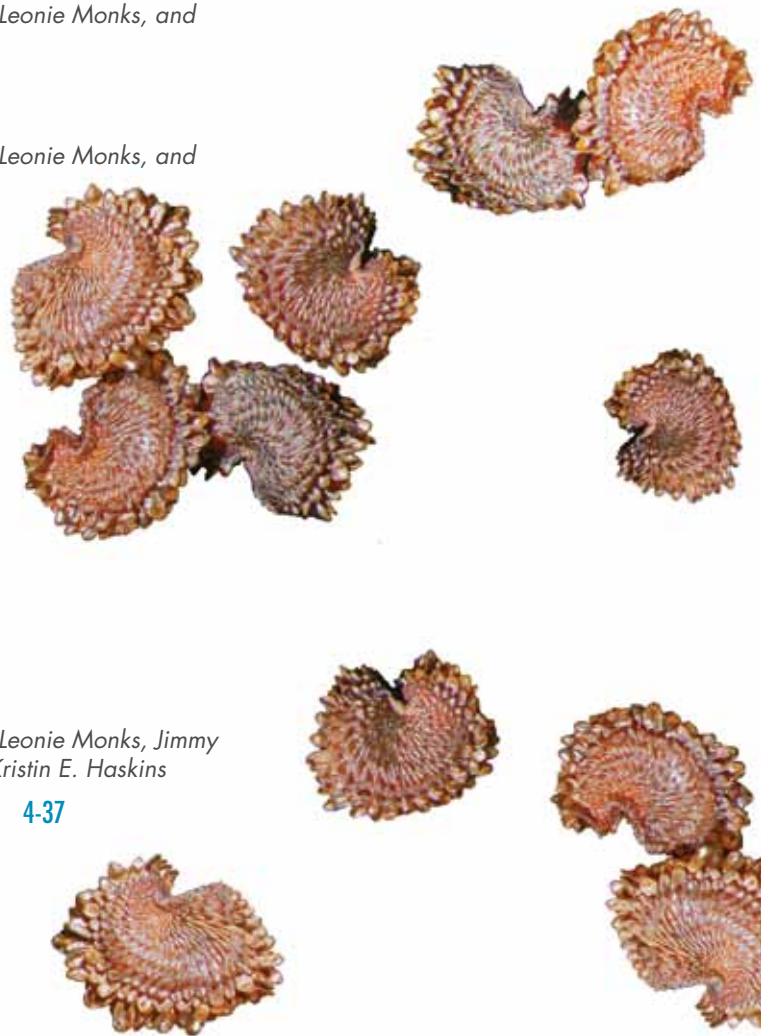 Leonie Monks, and
Leonie Monks, and
Leonie Monks, Jimmy
Kristin E. Haskins
4-37